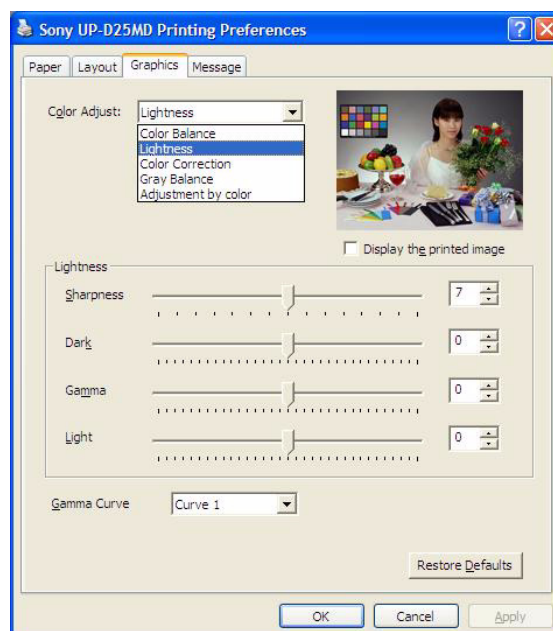 Sony UP-D25MD Printing Preferences
Paper Layout Graphics Message
Color Adjust: Lightness
Color Balance
Lightness
Color Correction
Gray Balance
Adjustment by color
Display the printed image
Lightness
Sharpness 7
Dark 0
Gamma 0
Light 0
Gamma Curve Curve 1
Restore Defaults
OK Cancel Apply